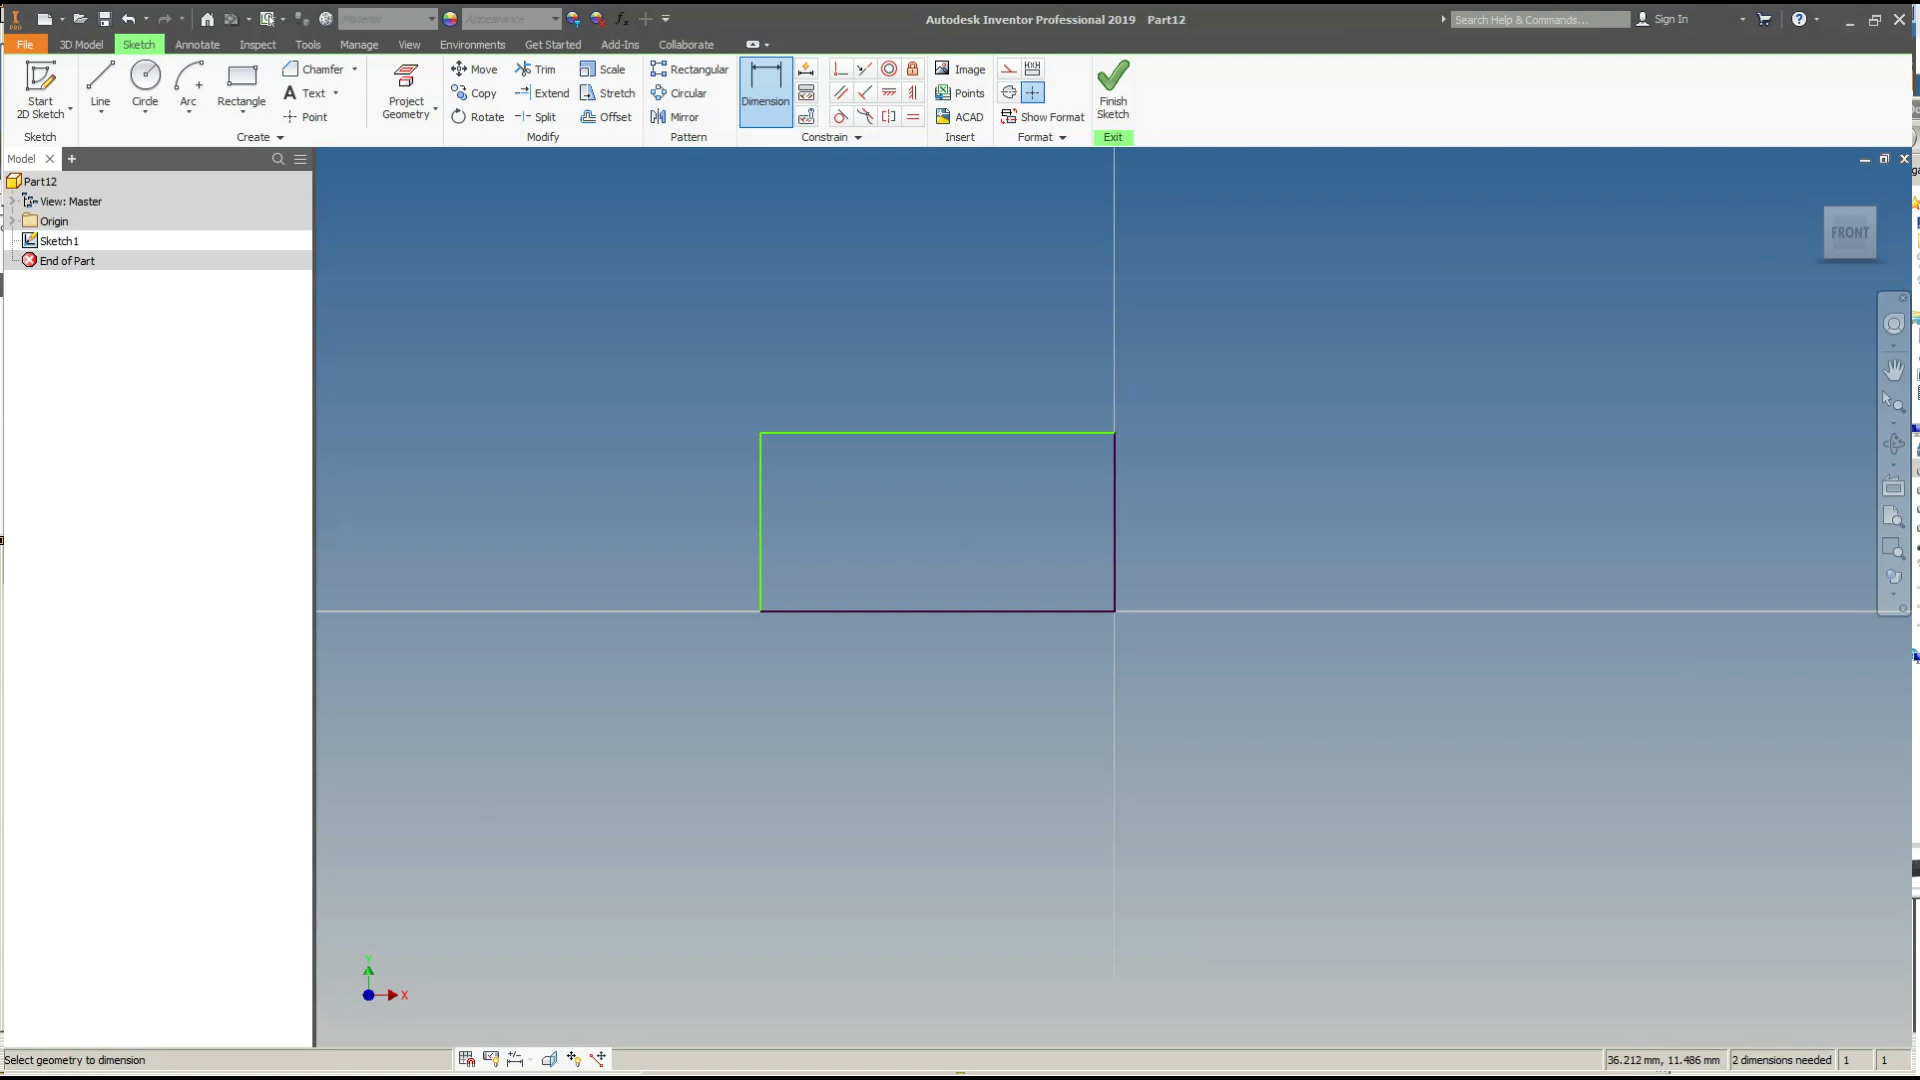 Material
Appearance
Autodesk Inventor Professional 2019 Part12
Search Help & Commands...
Sign In
File 3D Model Sketch Annotate Inspect Tools Manage View Environments Get Started Add-Ins Collaborate
Start
2D Sketch
Line
Circle
Arc
Rectangle
Chamfer
Text
Point
Project
Geometry
Move
Trim
Scale
Copy
Extend
Stretch
Rotate
Split
Offset
Rectangular
Circular
Mirror
Dimension
Image
Points
ACAD
Show Format
Finish
Sketch
Sketch Create Modify Pattern Constrain Insert Format Exit
Model
Part12
View: Master
Origin
Sketch1
End of Part
FRONT
Y
X
Select geometry to dimension
36.212 mm, 11.486 mm
2 dimensions needed
1
1